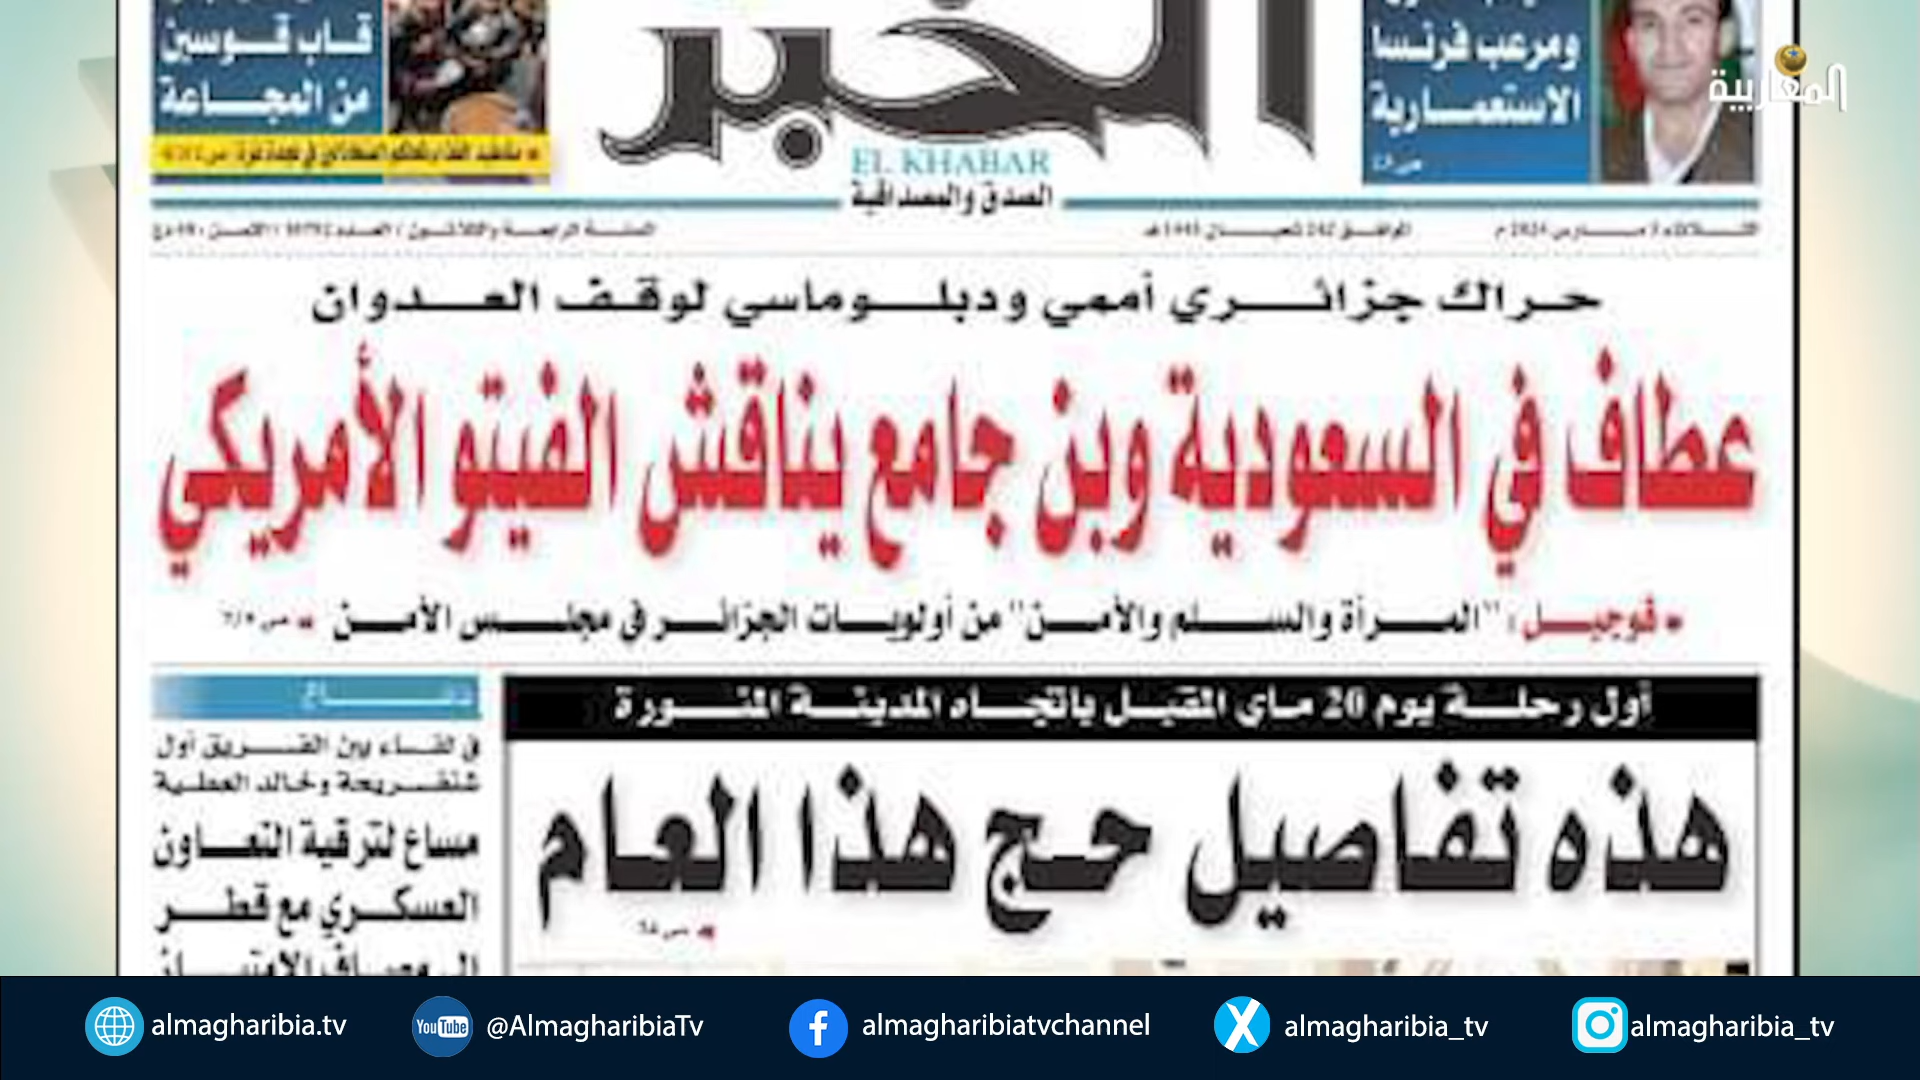 ومرعب فرنسا
الاستعمارية
المغاربية
الخبر
EL KHABAR
الصدق والمصداقية
قاب قوسين
من المجاعة
حراك جزائري أممي ودبلوماسي لوقف العدوان
عطاف في السعودية وبن جامع يناقش الفيتو الأمريكي
فوجيل: "المرأة والسلم والأمن" من أولويات الجزائر في مجلس الأمن
أول رحلة يوم 20 ماي المقبل باتجاه المدينة المنورة
هذه تفاصيل حج هذا العام
في لقاء بين الفريق أول
شنقريحة وخالد العطية
مساع لترقية التعاون
العسكري مع قطر
almagharibia.tv
YouTube @AlmagharibiaTv
almagharibiatvchannel
almagharibia_tv
almagharibia_tv